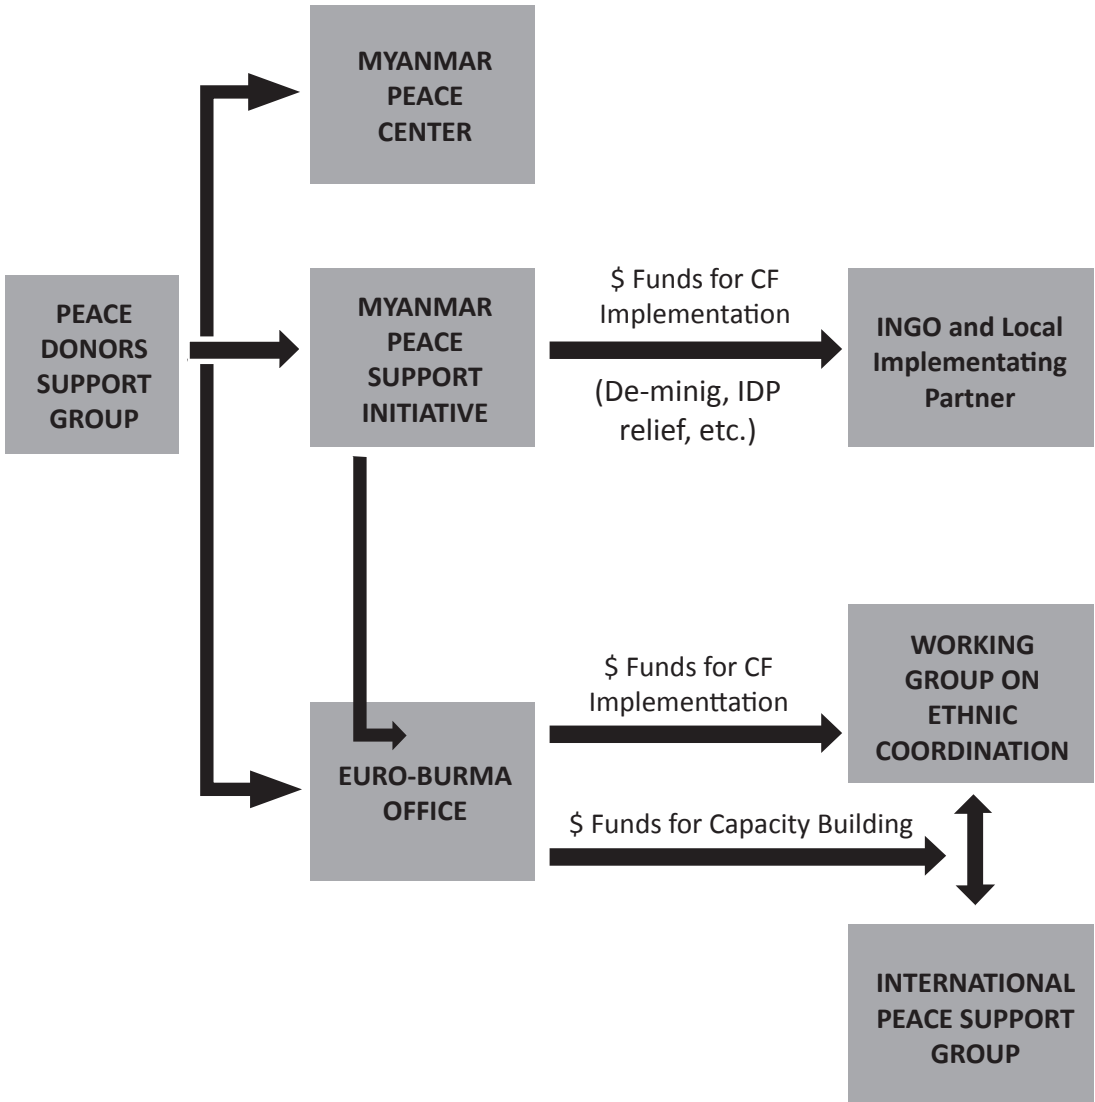 MYANMAR
PEACE
CENTER
PEACE
DONORS
SUPPORT
GROUP
MYANMAR
PEACE
SUPPORT
INITIATIVE
$ Funds for CF
Implementation
(De-minig, IDP
relief, etc.)
INGO and Local
Implementating
Partner
EURO-BURMA
OFFICE
$ Funds for CF
Implementtation
$ Funds for Capacity Building
WORKING
GROUP ON
ETHNIC
COORDINATION
INTERNATIONAL
PEACE SUPPORT
GROUP